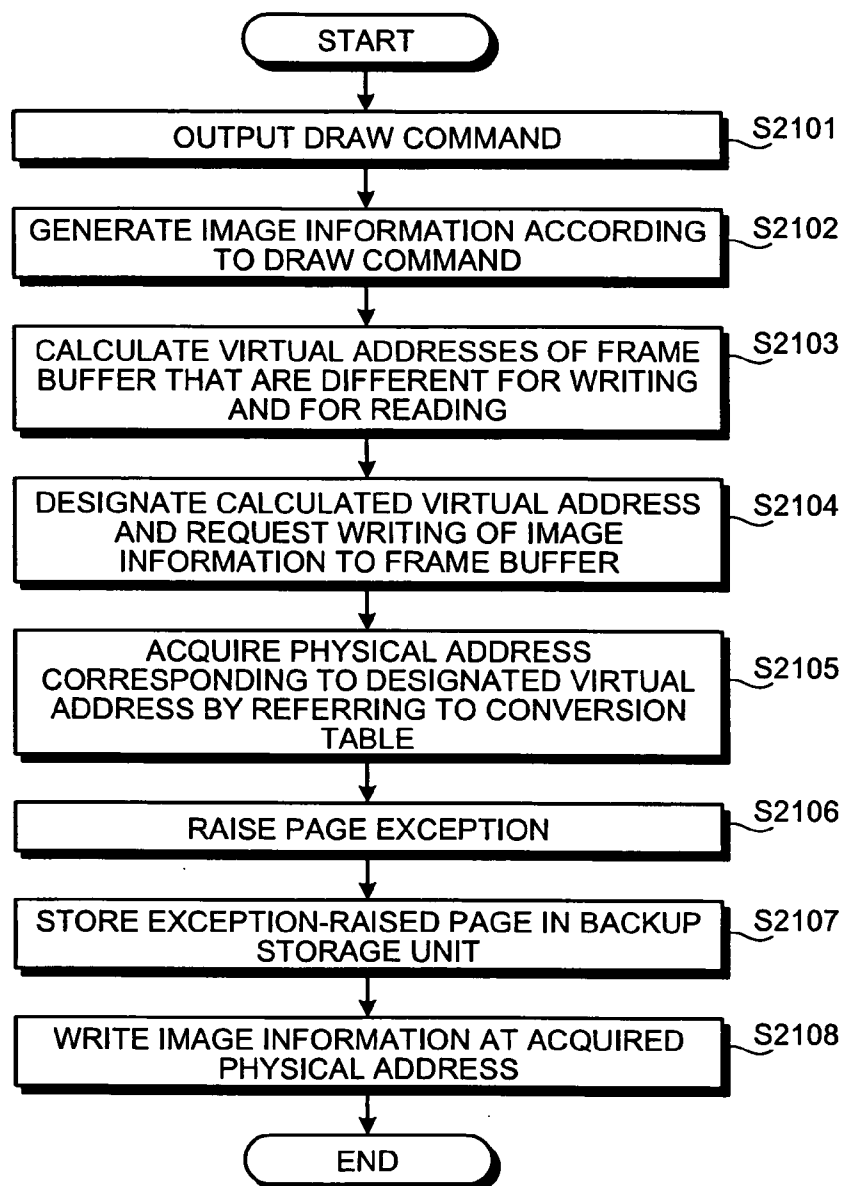 START
OUTPUT DRAW COMMAND
S2101
GENERATE IMAGE INFORMATION ACCORDING
TO DRAW COMMAND
S2102
CALCULATE VIRTUAL ADDRESSES OF FRAME
BUFFER THAT ARE DIFFERENT FOR WRITING
AND FOR READING
S2103
DESIGNATE CALCULATED VIRTUAL ADDRESS
AND REQUEST WRITING OF IMAGE
INFORMATION TO FRAME BUFFER
S2104
ACQUIRE PHYSICAL ADDRESS
CORRESPONDING TO DESIGNATED VIRTUAL
ADDRESS BY REFERRING TO CONVERSION
TABLE
S2105
RAISE PAGE EXCEPTION
S2106
STORE EXCEPTION-RAISED PAGE IN BACKUP
STORAGE UNIT
S2107
WRITE IMAGE INFORMATION AT ACQUIRED
PHYSICAL ADDRESS
S2108
END